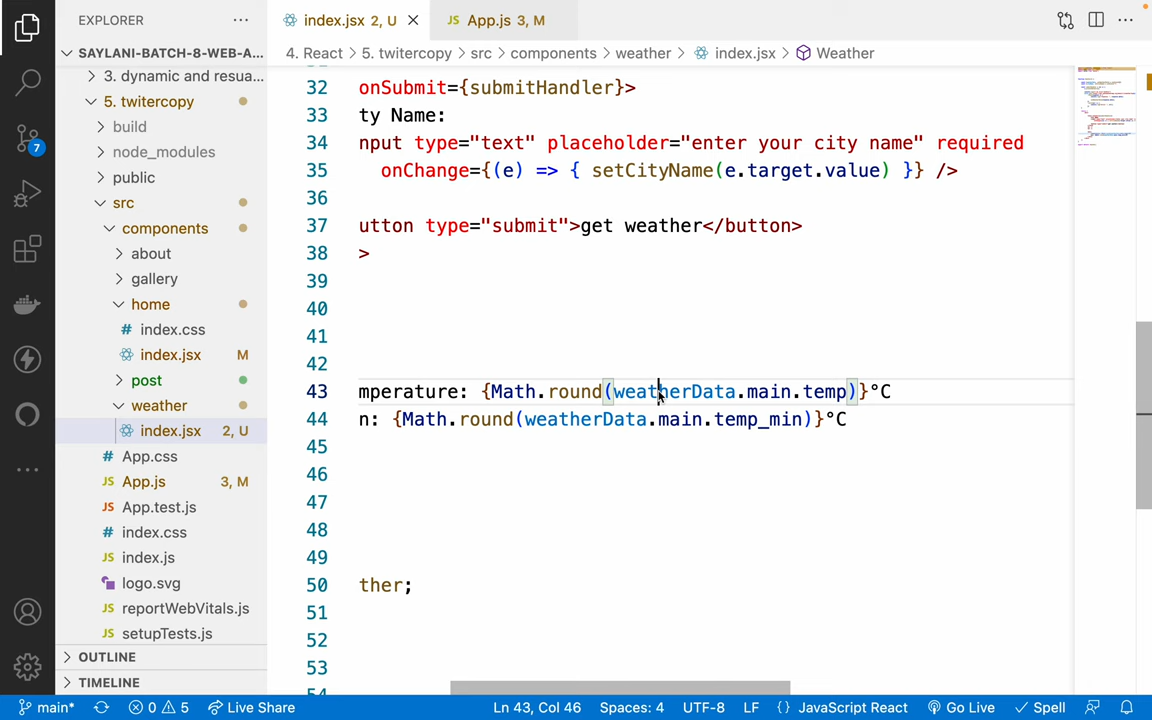 EXPLORER
SAYLANI-BATCH-8-WEB-A...
3. dynamic and resua...
5. twitercopy
build
node_modules
public
src
components
about
gallery
home
index.css
index.jsx M
post
weather
index.jsx 2, U
App.css
App.js 3, M
App.test.js
index.css
index.js
logo.svg
reportWebVitals.js
setupTests.js
OUTLINE
TIMELINE
7
index.jsx 2, U
JS App.js 3, M
4. React > 5. twitercopy > src > components > weather > index.jsx > Weather
32 onSubmit={submitHandler}>
33 ty Name:
34 nput type="text" placeholder="enter your city name" required
35 onChange={(e) => { setCityName(e.target.value) }} />
36
37 utton type="submit">get weather</button>
38 >
39
40
41
42
43 mperature: {Math.round(weatherData.main.temp)}°C
44 n: {Math.round(weatherData.main.temp_min)}°C
45
46
47
48
49
50 ther;
51
52
53
54
main* 0 5 Live Share Ln 43, Col 46 Spaces: 4 UTF-8 LF {} JavaScript React Go Live Spell